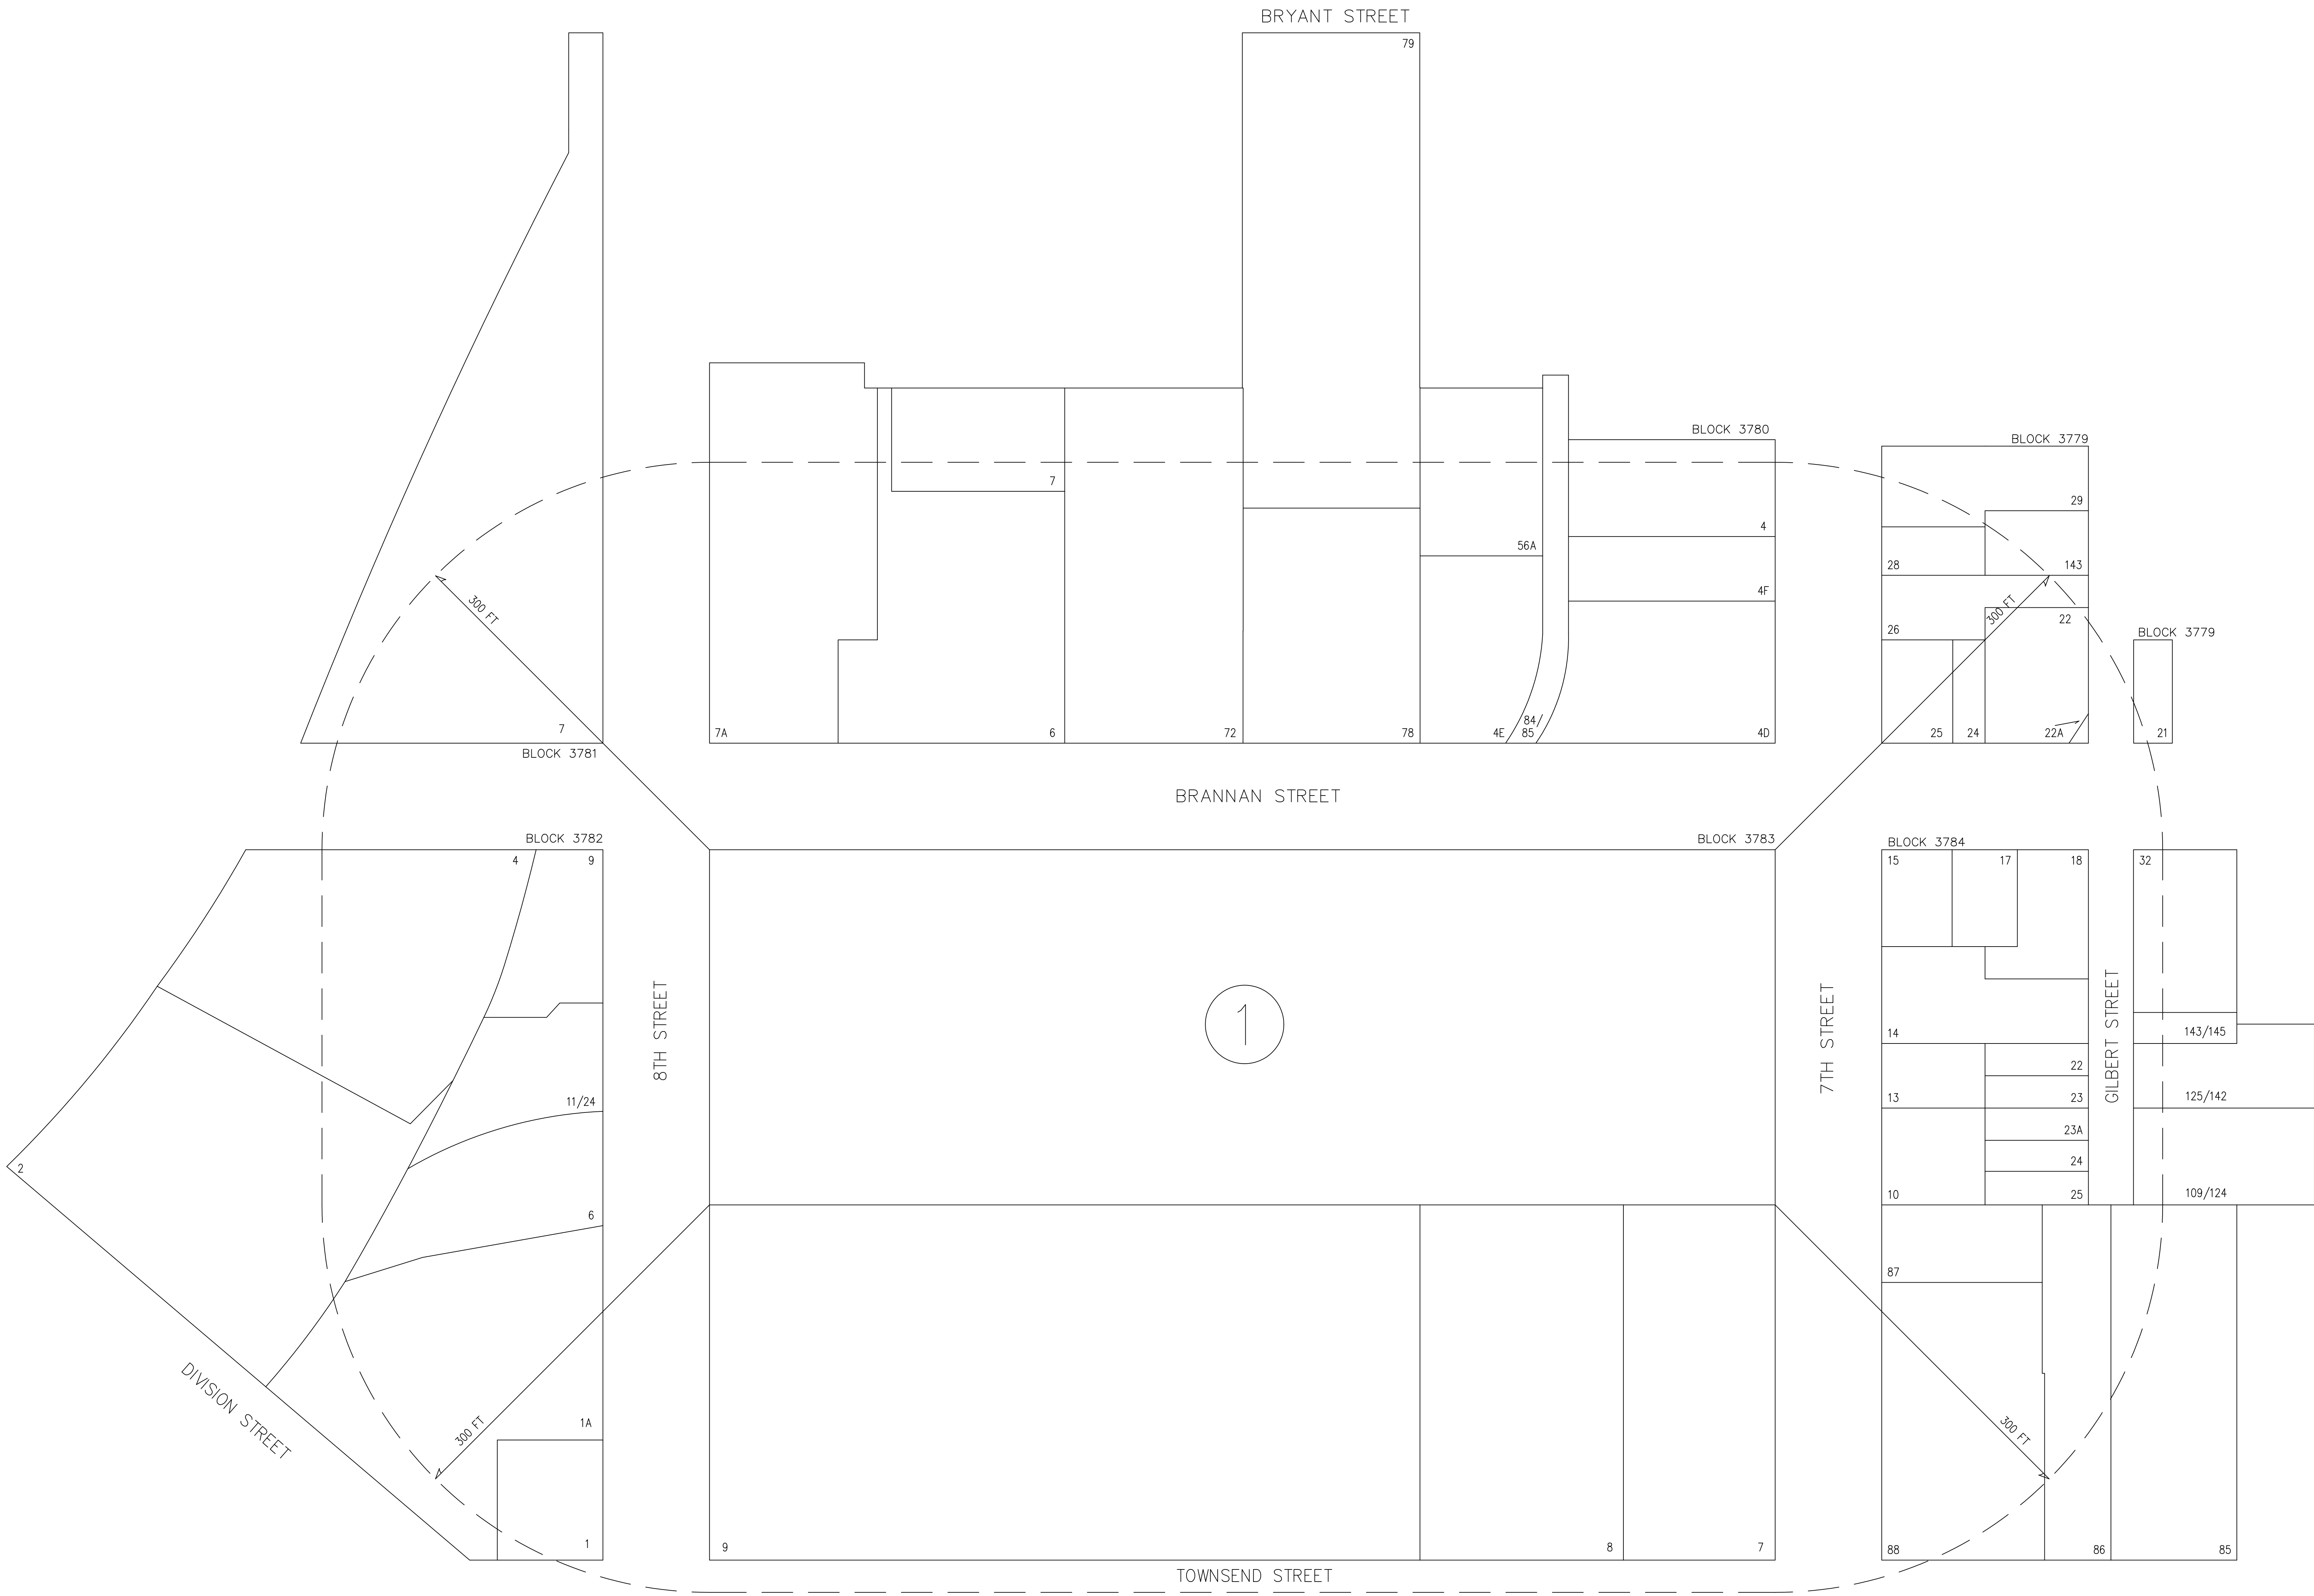 BRYANT STREET
79
BLOCK 3780
BLOCK 3779
7
29
4
56A
28
143
4F
300 FT
300 FT
22
26
BLOCK 3779
84/
85
7
7A
6
72
78
4E
4D
25
24
22A
21
BLOCK 3781
BRANNAN STREET
BLOCK 3782
BLOCK 3783
BLOCK 3784
4
9
15
17
18
32
8TH STREET
1
7TH STREET
GILBERT STREET
14
143/145
22
11/24
13
23
125/142
23A
2
24
6
10
25
109/124
87
DIVISION STREET
1A
300 FT
300 FT
1
9
8
7
88
86
85
TOWNSEND STREET